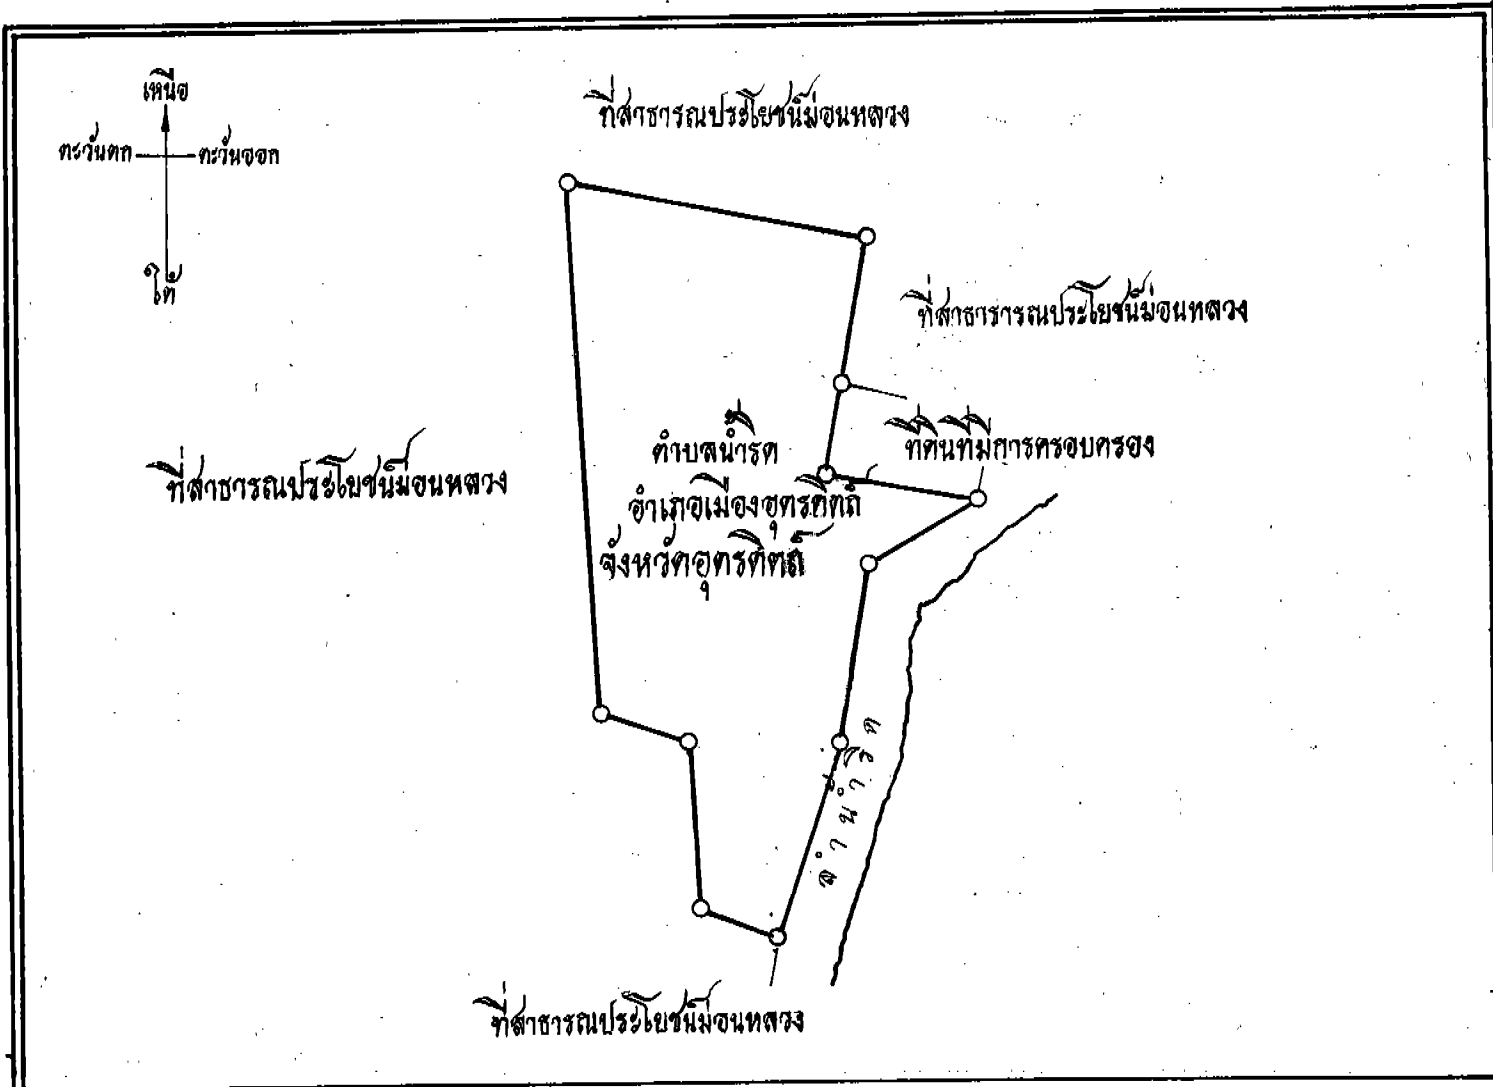 เหนือ
ตะวันตก
ตะวันออก
ใต้
ที่สาธารณประโยชน์ม่อนหลวง
ที่สาธารารณประโยชน์ม่อนหลวง
ที่ดินที่มีการครอบครอง
ตำบลน้ำริด
อำเภอเมืองอุตรดิตถ์
จังหวัดอุตรดิตถ์
ที่สาธารณประโยชน์ม่อนหลวง
ลำน้ำริด
ที่สาธารณประโยชน์ม่อนหลวง